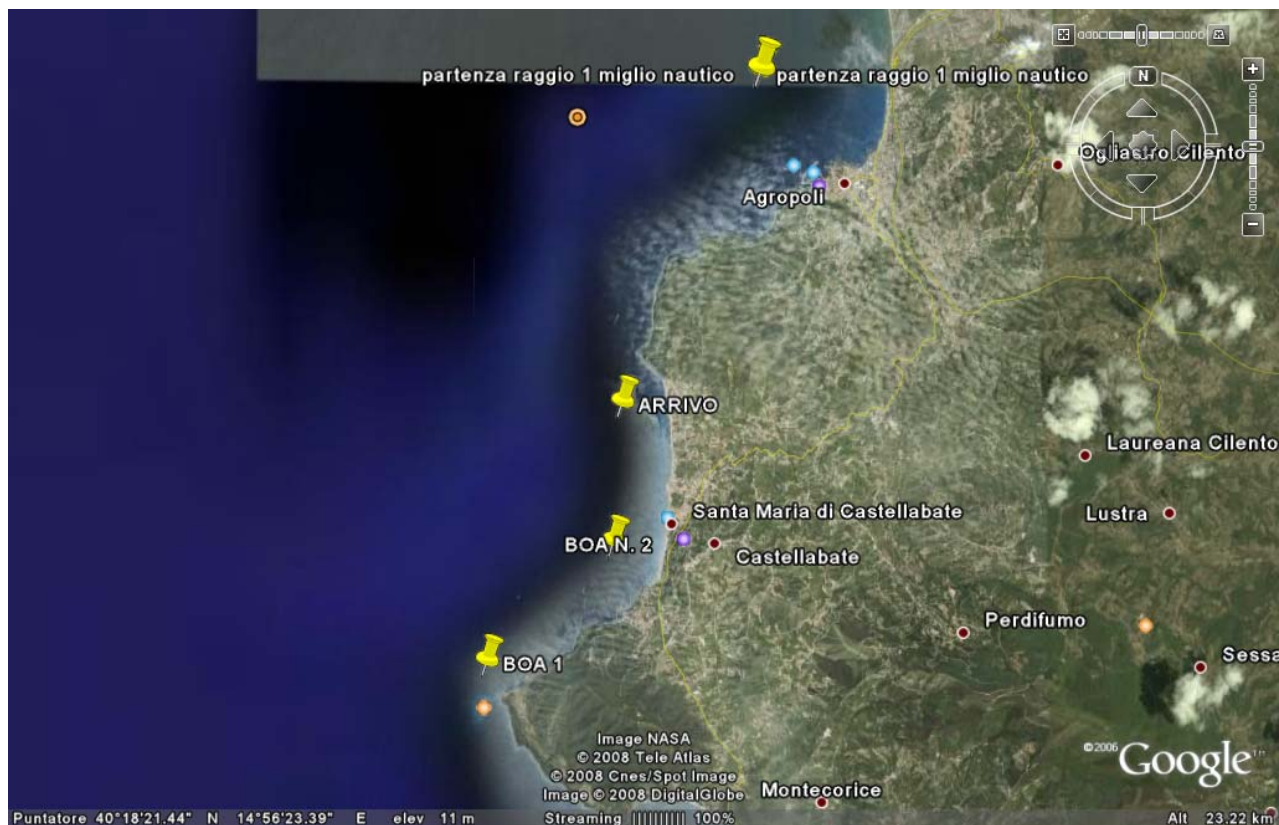 partenza raggio 1 miglio nautico
partenza raggio 1 miglio nautico
N
Ogliastro Cilento
Agropoli
ARRIVO
Laureana Cilento
Santa Maria di Castellabate
Lustra
BOA N. 2
Castellabate
Perdifumo
Sessa
BOA 1
Image NASA
© 2008 Tele Atlas
© 2008 Cnes/Spot Image
Image © 2008 DigitalGlobe
©2006 Google™
Montecorice
Puntatore 40°18'21.44" N 14°56'23.39" E elev 11 m Streaming ||||||||| 100% Alt 23.22 km